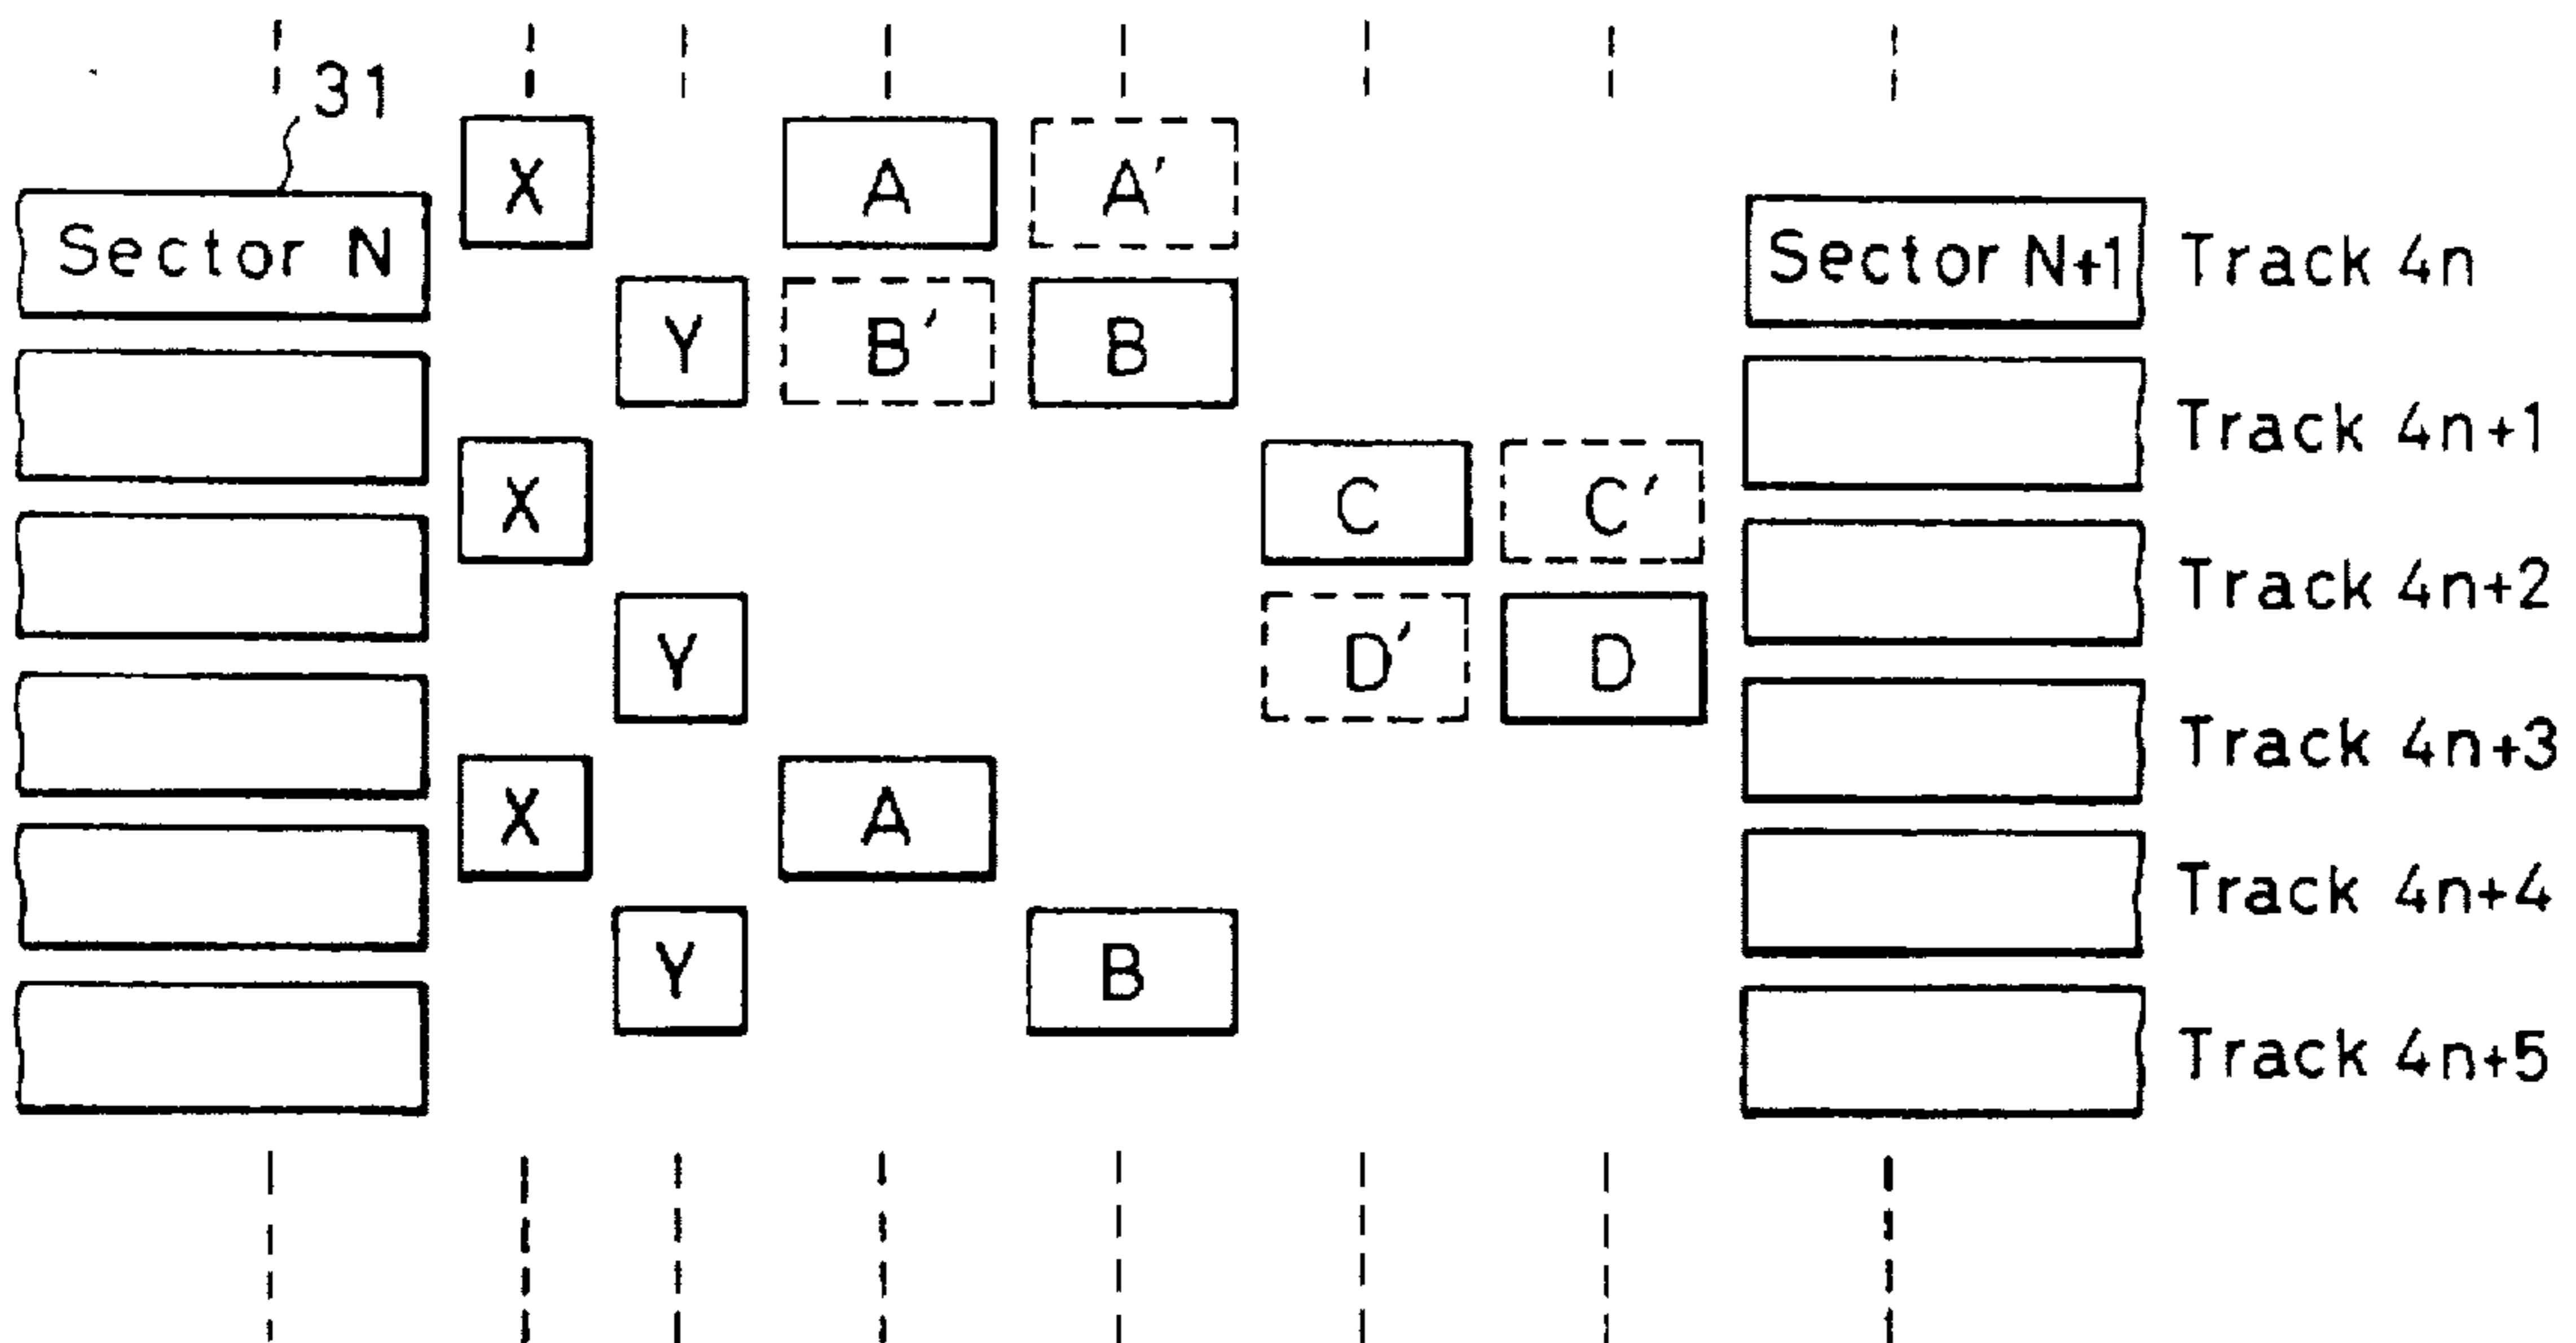 31
X A A′
Sector N Sector N+1 Track 4n
Y B′ B
Track 4n+1
X C C′
Track 4n+2
Y D′ D
Track 4n+3
X A
Track 4n+4
Y B
Track 4n+5